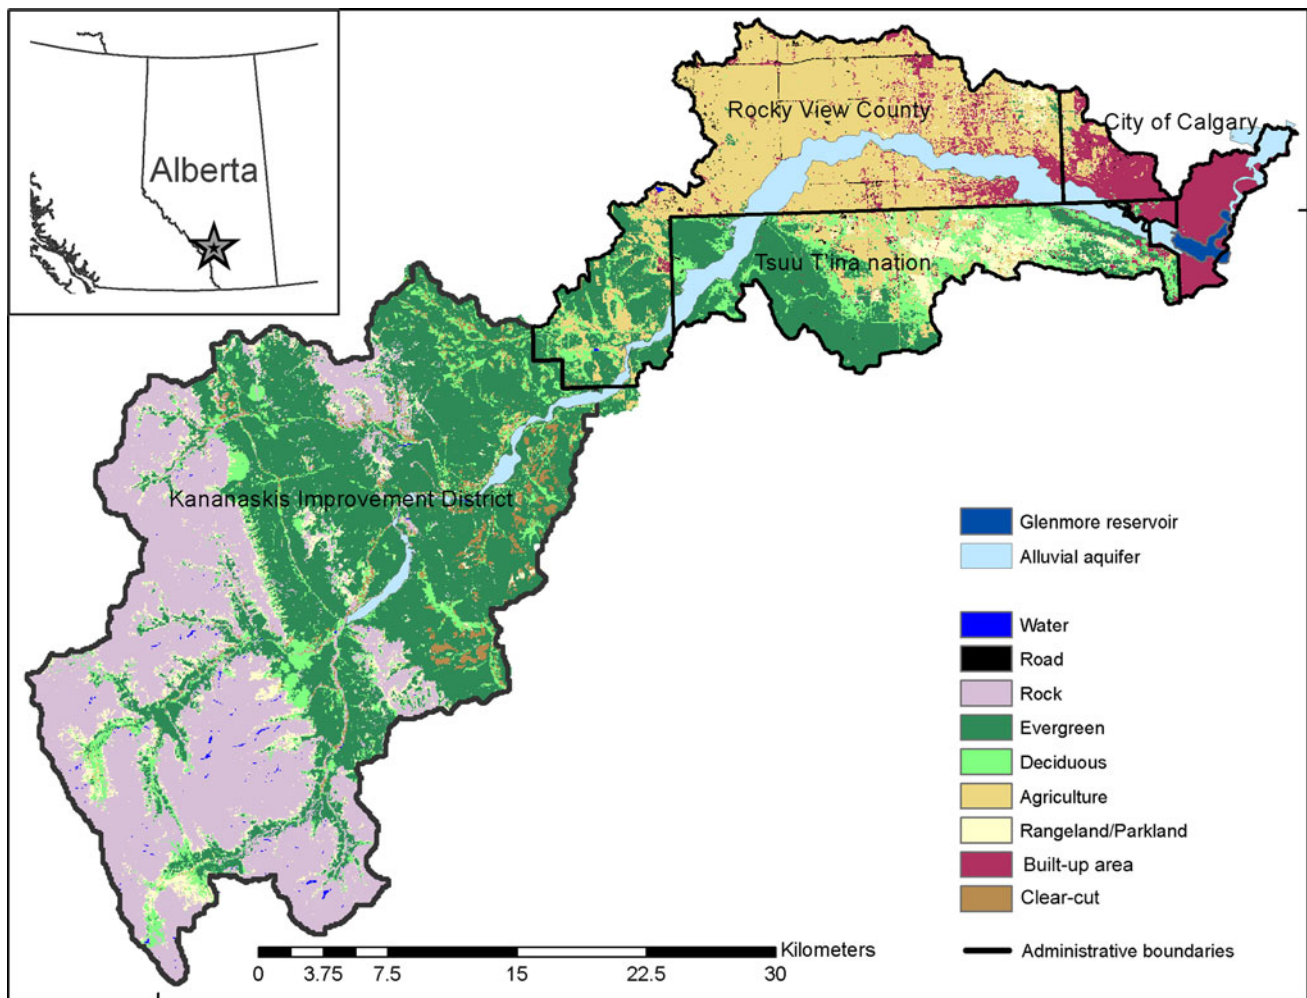 Alberta
Rocky View County
City of Calgary
Tsuu T'ina nation
Kananaskis Improvement District
Glenmore reservoir
Alluvial aquifer
Water
Road
Rock
Evergreen
Deciduous
Agriculture
Rangeland/Parkland
Built-up area
Clear-cut
Administrative boundaries
Kilometers
0 3.75 7.5 15 22.5 30